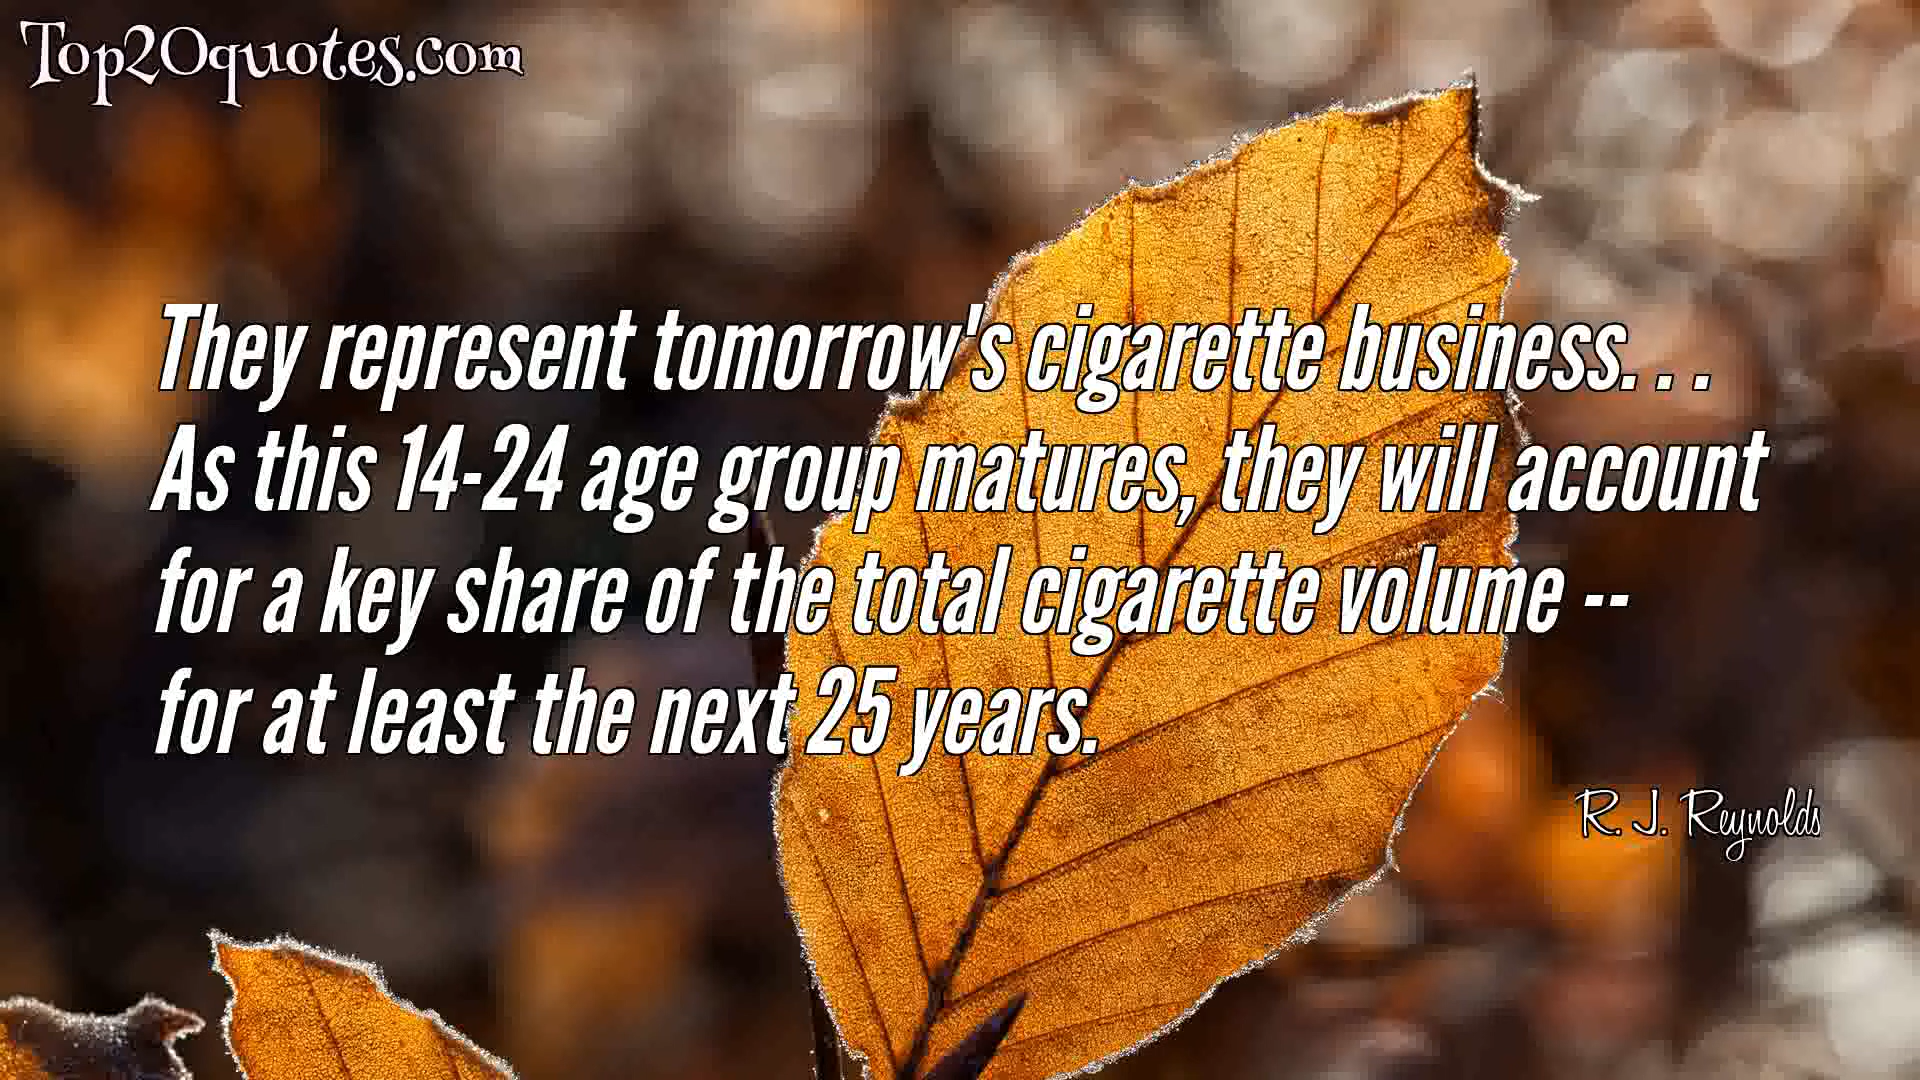 Top20quotes.com
They represent tomorrow's cigarette business. . .
As this 14-24 age group matures, they will account
for a key share of the total cigarette volume --
for at least the next 25 years.
R. J. Reynolds